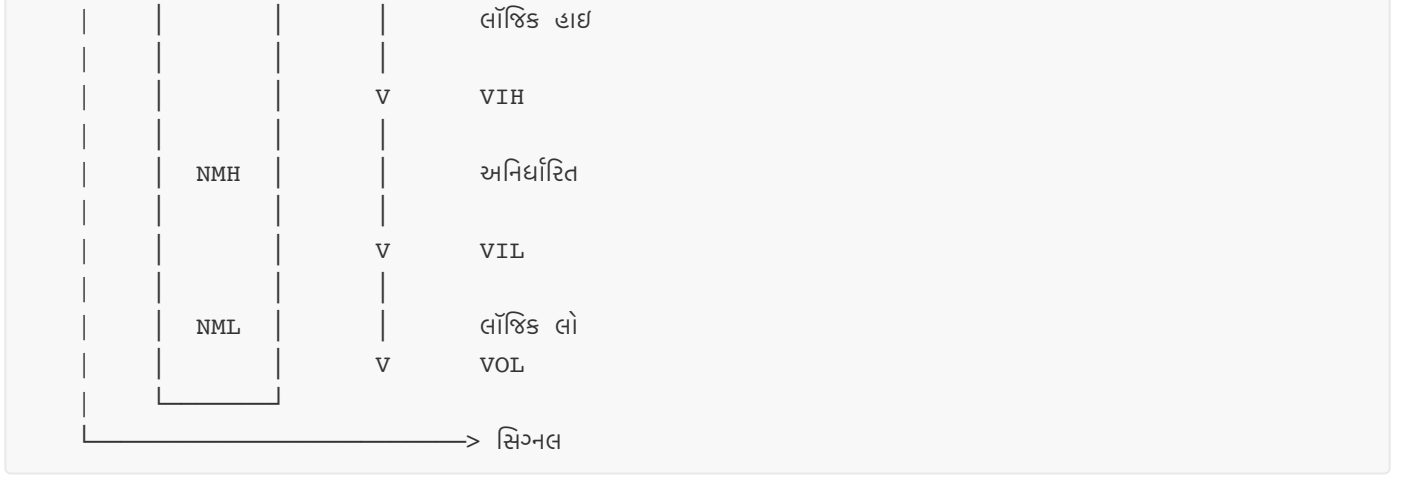 લૉજિક હાઇ
V VIH
NMH અનિર્ધારિત
V VIL
NML લૉજિક લો
V VOL
> સિગ્નલ